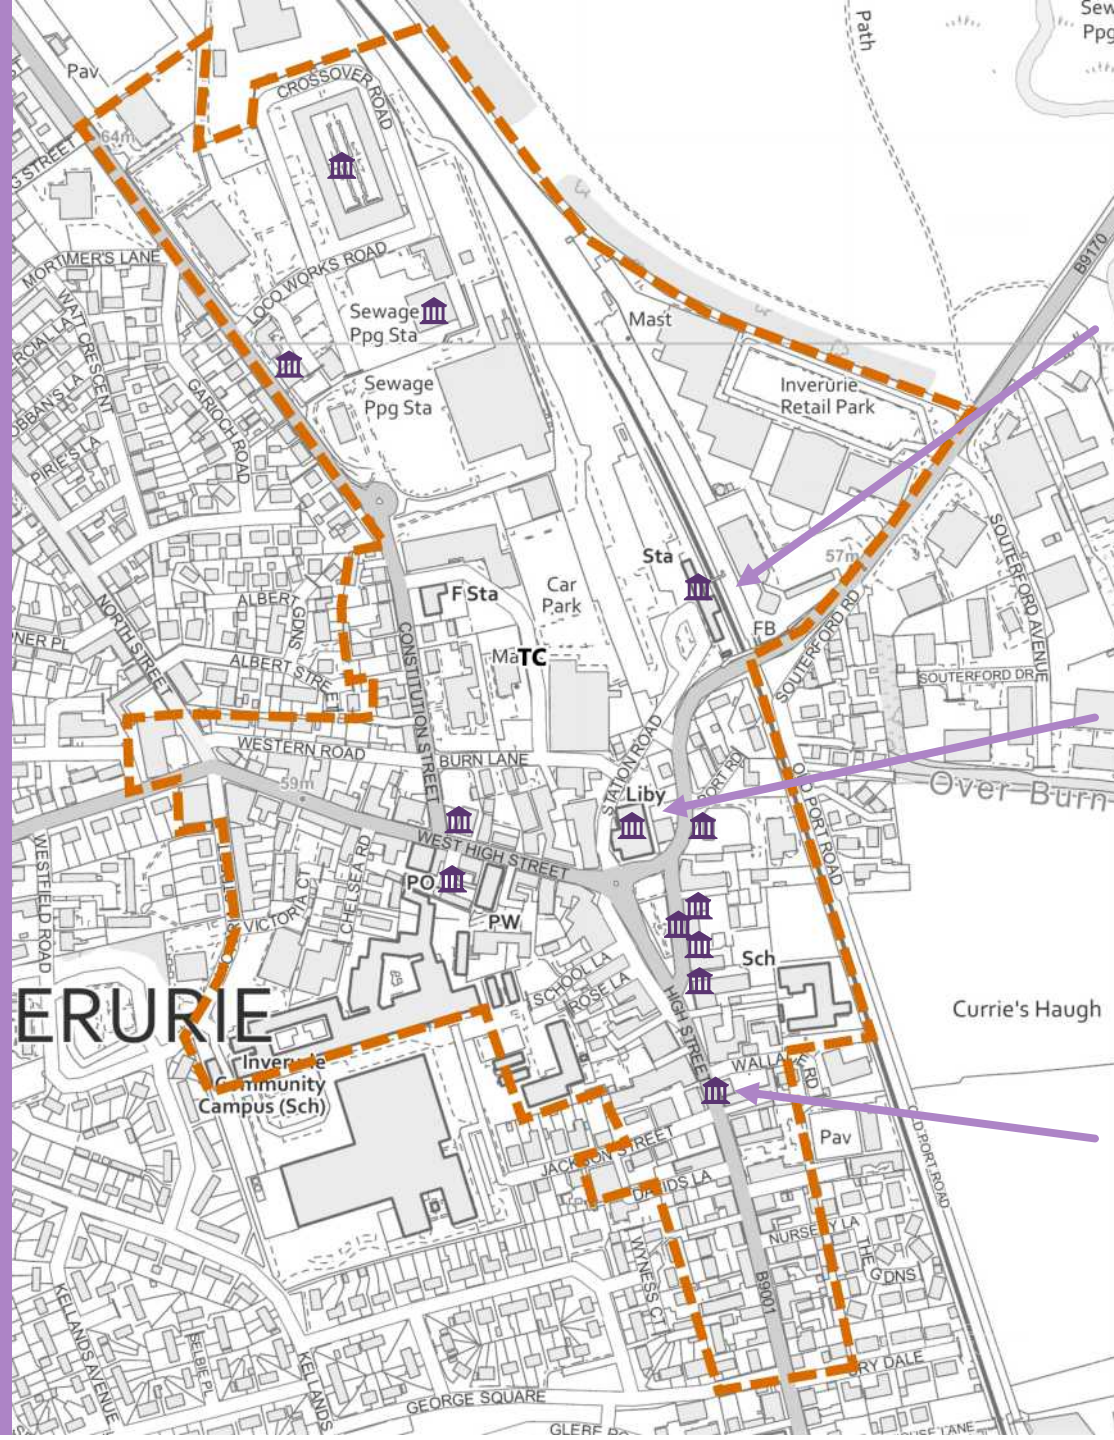 Path
Sew
Ppg
Pav
CROSSOVER ROAD
64m
G STREET
MORTIMER'S LANE
LOCO WORKS ROAD
B9170
WATT CRESCENT
Sewage
Ppg Sta
Mast
RCIAL LA
Sewage
Ppg Sta
Inverurie
Retail Park
GARIOCH ROAD
PIRIE'S LA
SOUTERFORD AVENUE
Sta
57m
Car
Park
F Sta
ALBERT
GDNS
NORTH STREET
NER PL
CONSTITUTION STREET
FB
SOUTERFORD RD
Ma
TC
ALBERT STREET
SOUTERFORD DR
WESTERN ROAD
BURN LANE
STATION ROAD
PORT RD
OLD PORT ROAD
Over Burn
59m
Liby
WEST HIGH STREET
WESTFIELD ROAD
CHELSEA RD
PO
VICTORIA CT
PW
Sch
SCHOOL LA
ROSE LA
HIGH STREET
ERURIE
Currie's Haugh
Inverurie
Community
Campus (Sch)
WALLACE RD
OLD PORT ROAD
Pav
JACKSON STREET
DAVIDS LA
NURSERY LA
THE
GDNS
WYNESS CT
B9001
KELLANDS AVENUE
SELBIE PL
KELLANDS
URY DALE
GEORGE SQUARE
GLEBE RO